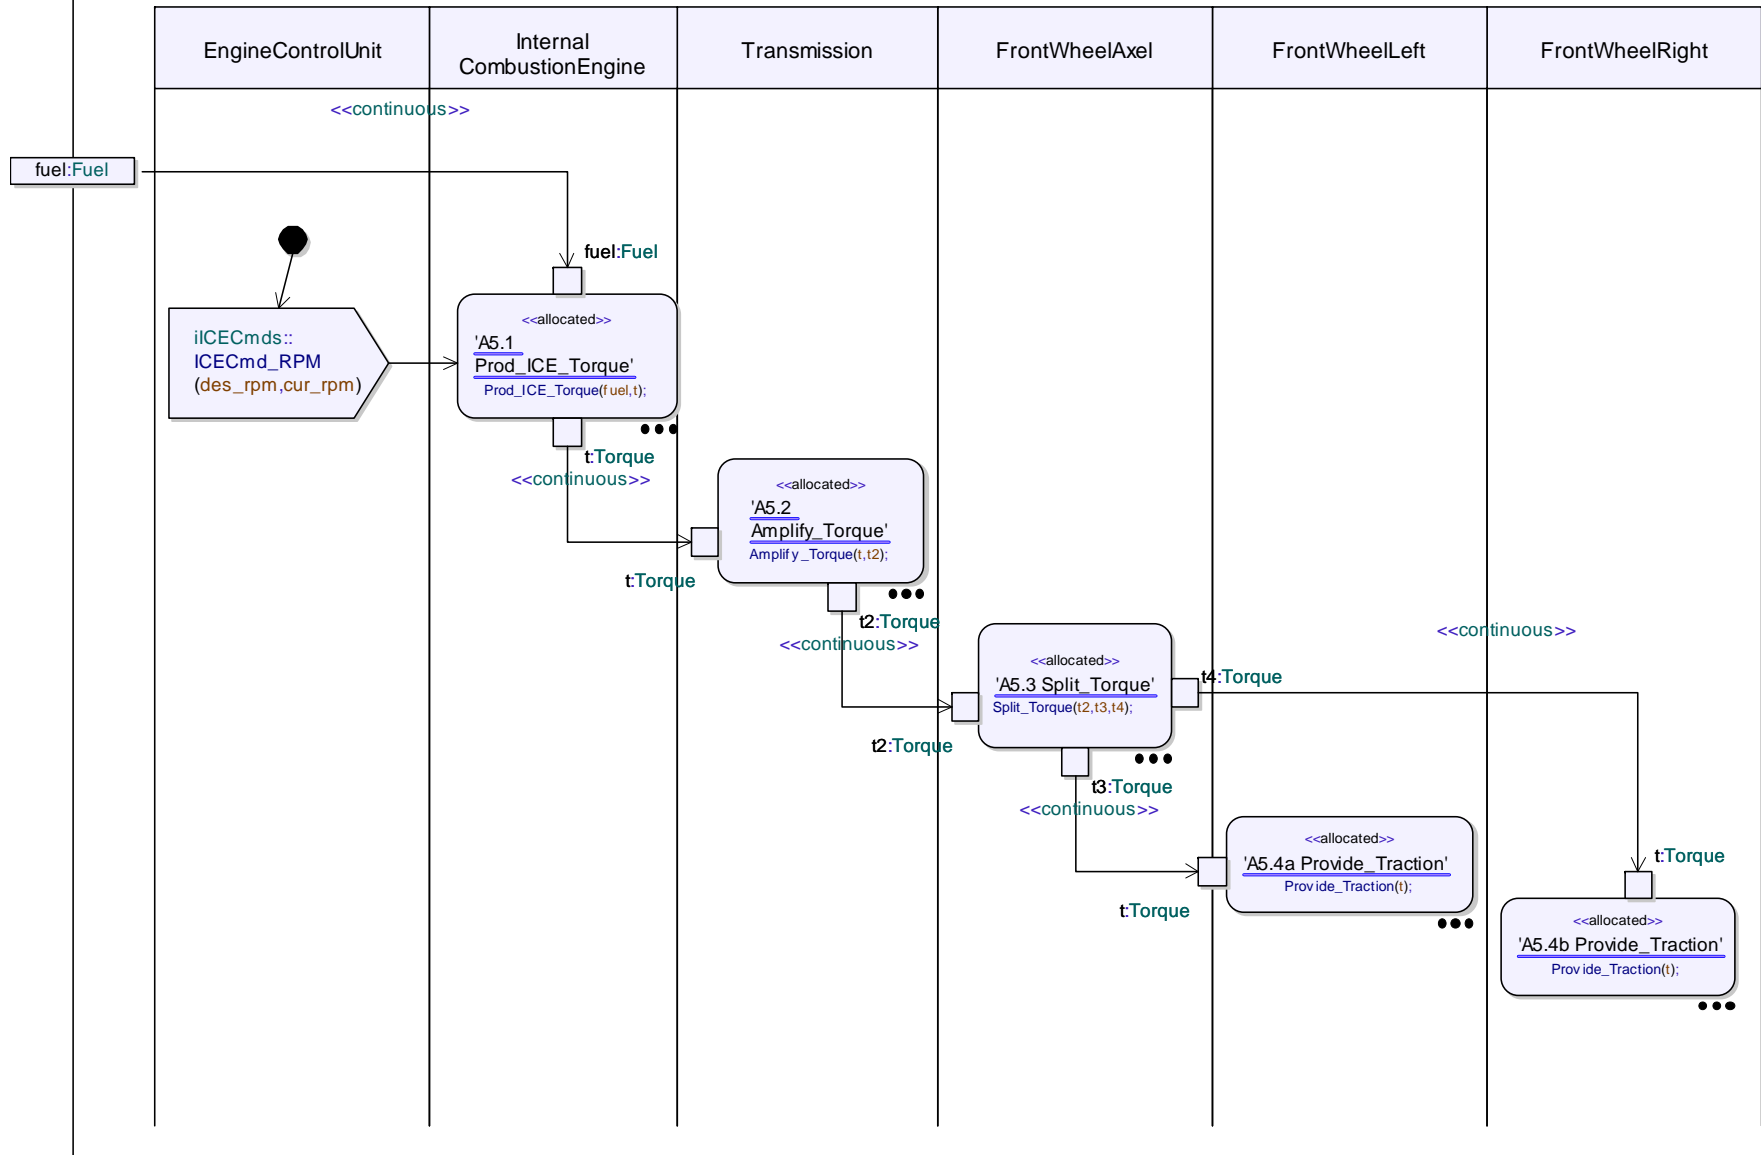 EngineControlUnit
Internal
CombustionEngine
Transmission
FrontWheelAxel
FrontWheelLeft
FrontWheelRight
<<continuous>>
fuel:Fuel
fuel:Fuel
iICECmds::
ICECmd_RPM
(des_rpm,cur_rpm)
<<allocated>>
'A5.1
Prod_ICE_Torque'
Prod_ICE_Torque(fuel,t);
t:Torque
<<continuous>>
t:Torque
<<allocated>>
'A5.2
Amplify_Torque'
Amplify_Torque(t,t2);
t2:Torque
<<continuous>>
t2:Torque
<<allocated>>
'A5.3 Split_Torque'
Split_Torque(t2,t3,t4);
t4:Torque
<<continuous>>
t3:Torque
<<continuous>>
t:Torque
<<allocated>>
'A5.4a Provide_Traction'
Provide_Traction(t);
t:Torque
<<allocated>>
'A5.4b Provide_Traction'
Provide_Traction(t);